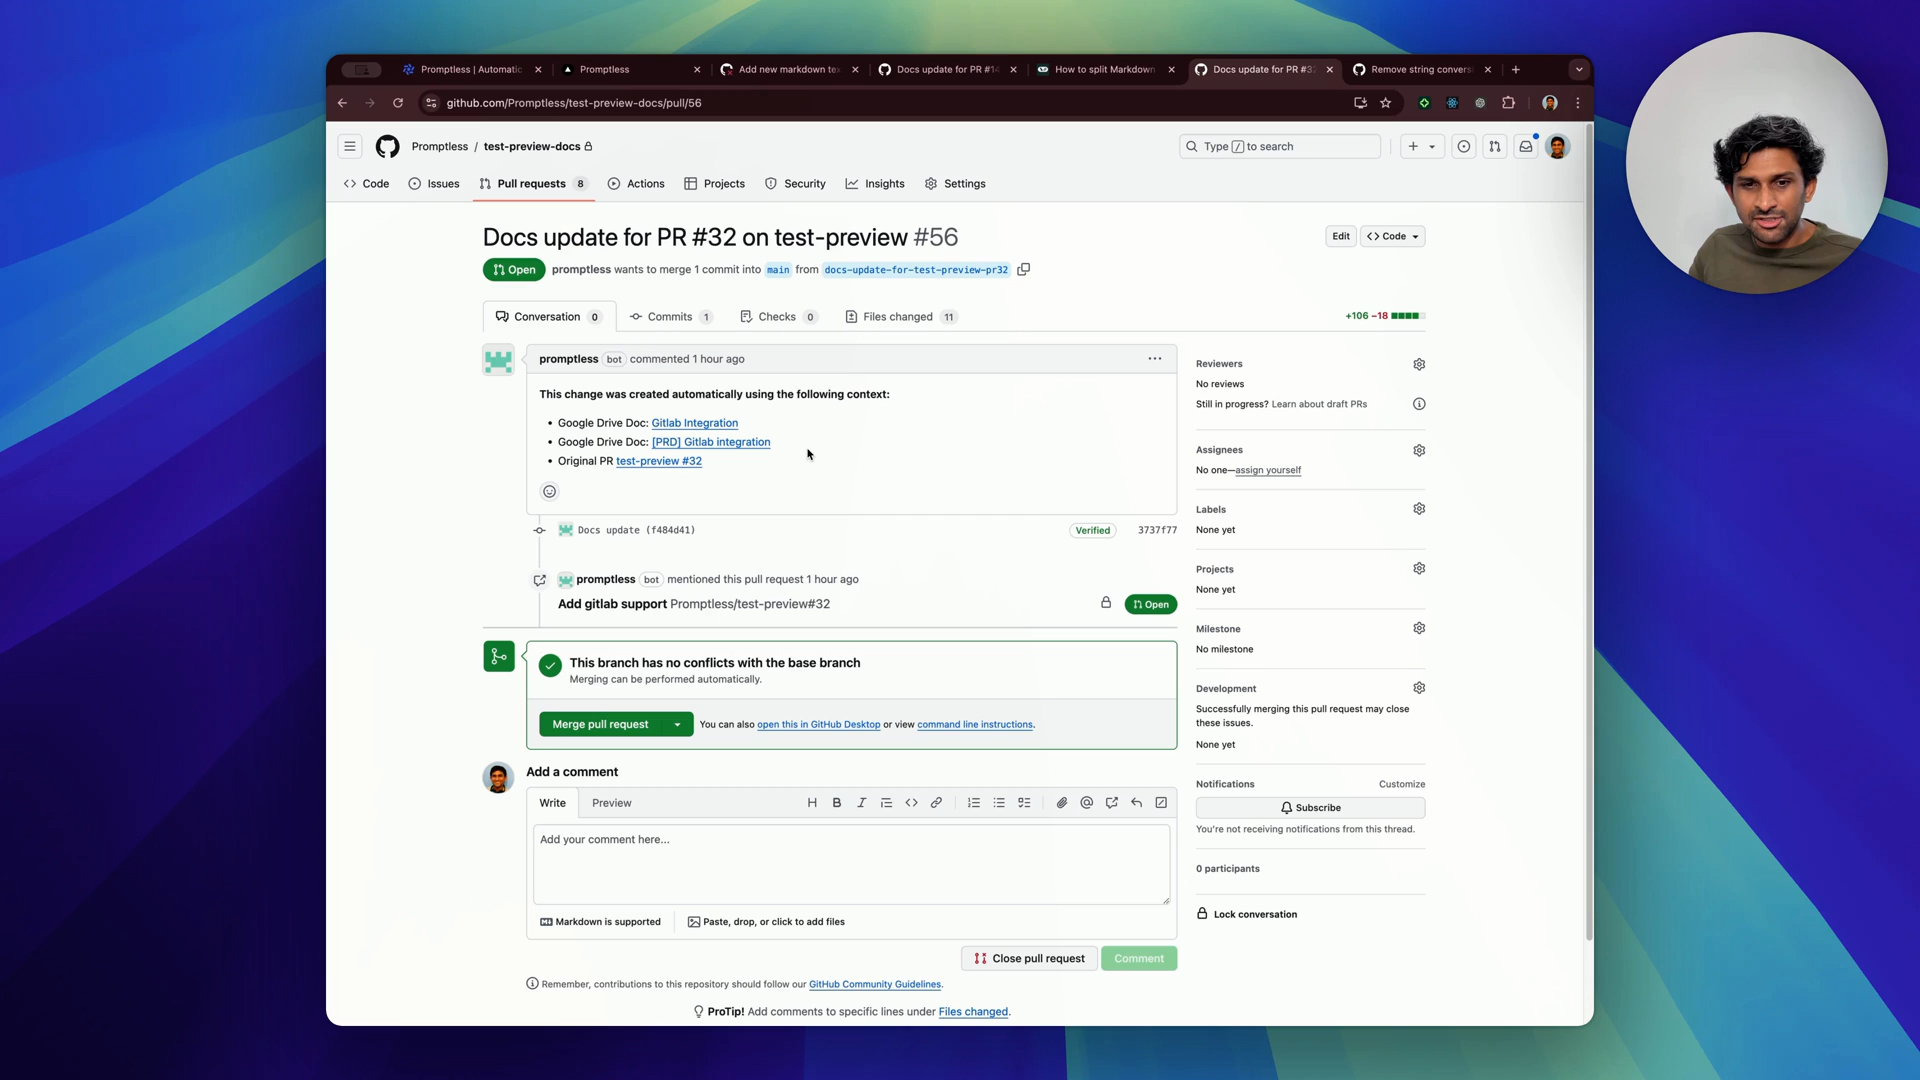 Promptless | Automatic
Promptless
Add new markdown te
Docs update for PR #14
How to split Markdown
Docs update for PR #32
Remove string convers
github.com/Promptless/test-preview-docs/pull/56
Promptless / test-preview-docs
Type / to search
Code
Issues
Pull requests 8
Actions
Projects
Security
Insights
Settings
Docs update for PR #32 on test-preview #56
Edit
Code
Open
promptless wants to merge 1 commit into main from docs-update-for-test-preview-pr32
Conversation 0
Commits 1
Checks 0
Files changed 11
+106 −18
promptless bot commented 1 hour ago
This change was created automatically using the following context:
• Google Drive Doc: Gitlab Integration
• Google Drive Doc: [PRD] Gitlab integration
• Original PR test-preview #32
Docs update (f484d41)
Verified
3737f77
promptless bot mentioned this pull request 1 hour ago
Add gitlab support Promptless/test-preview#32
Open
This branch has no conflicts with the base branch
Merging can be performed automatically.
Merge pull request
You can also open this in GitHub Desktop or view command line instructions.
Add a comment
Write
Preview
Add your comment here...
Markdown is supported
Paste, drop, or click to add files
Close pull request
Comment
Remember, contributions to this repository should follow our GitHub Community Guidelines.
ProTip! Add comments to specific lines under Files changed.
Reviewers
No reviews
Still in progress? Learn about draft PRs
Assignees
No one—assign yourself
Labels
None yet
Projects
None yet
Milestone
No milestone
Development
Successfully merging this pull request may close
these issues.
None yet
Notifications
Customize
Subscribe
You're not receiving notifications from this thread.
0 participants
Lock conversation